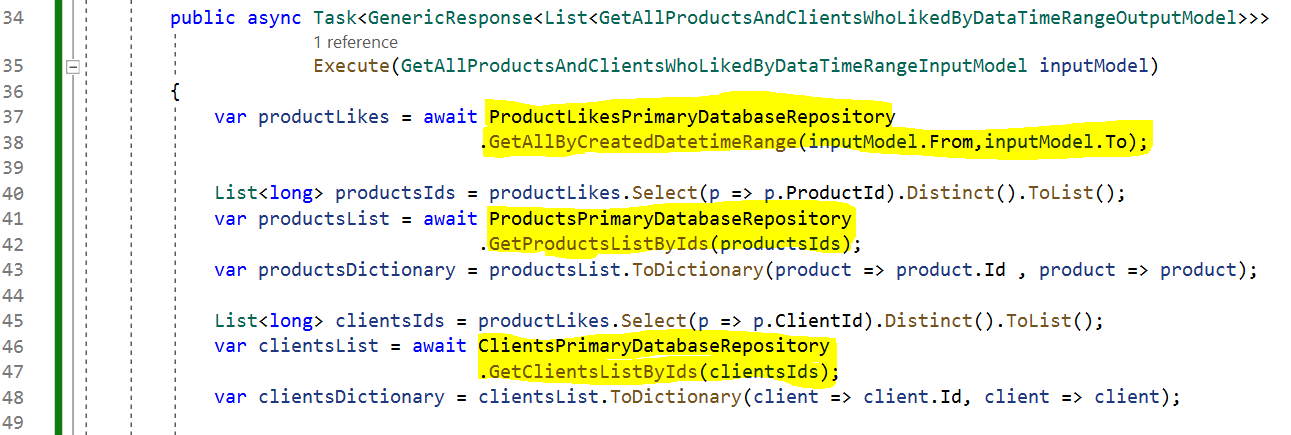 34 public async Task<GenericResponse<List<GetAllProductsAndClientsWhoLikedByDataTimeRangeOutputModel>>>
1 reference
35 Execute(GetAllProductsAndClientsWhoLikedByDataTimeRangeInputModel inputModel)
36 {
37 var productLikes = await ProductLikesPrimaryDatabaseRepository
38 .GetAllByCreatedDatetimeRange(inputModel.From,inputModel.To);
39
40 List<long> productsIds = productLikes.Select(p => p.ProductId).Distinct().ToList();
41 var productsList = await ProductsPrimaryDatabaseRepository
42 .GetProductsListByIds(productsIds);
43 var productsDictionary = productsList.ToDictionary(product => product.Id , product => product);
44
45 List<long> clientsIds = productLikes.Select(p => p.ClientId).Distinct().ToList();
46 var clientsList = await ClientsPrimaryDatabaseRepository
47 .GetClientsListByIds(clientsIds);
48 var clientsDictionary = clientsList.ToDictionary(client => client.Id, client => client);
49